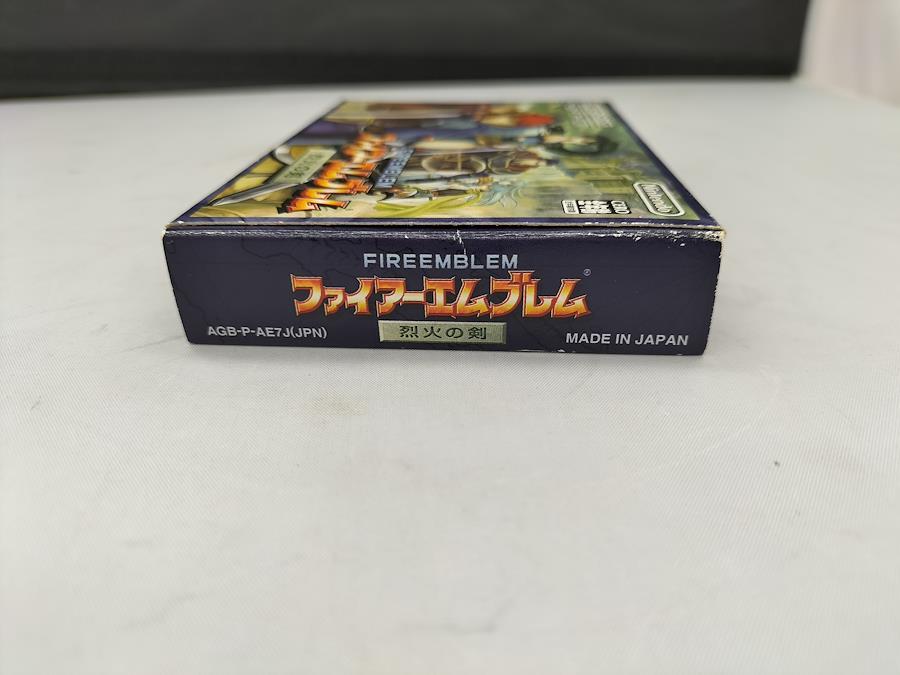 FIREEMBLEM
ファイアーエムブレム®
烈火の剣
AGB-P-AE7J(JPN)
MADE IN JAPAN
Nintendo